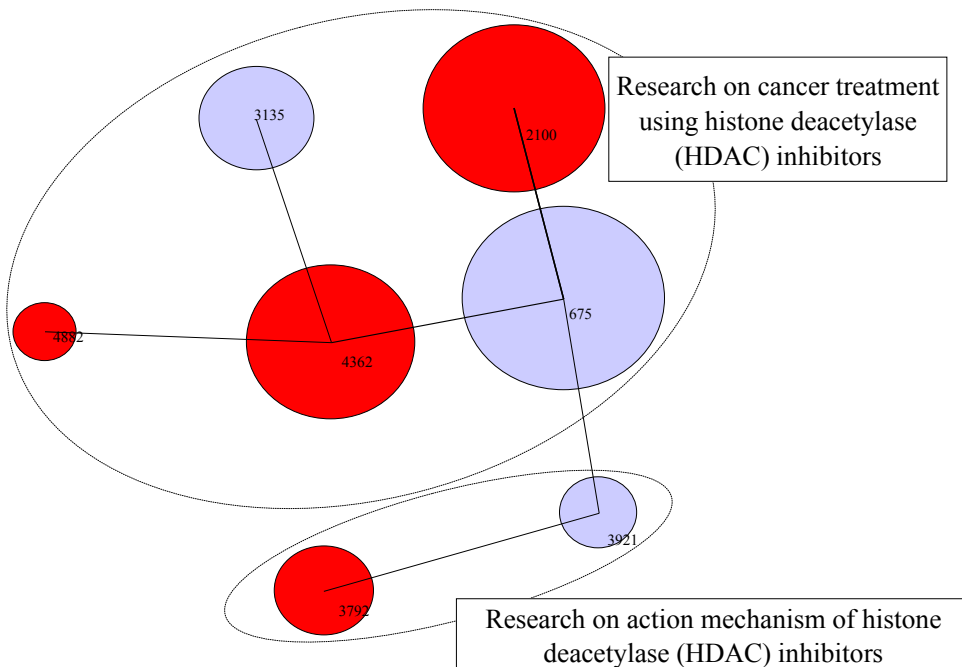 Research on cancer treatment
using histone deacetylase
(HDAC) inhibitors
3135
2100
675
4882
4362
3921
3792
Research on action mechanism of histone
deacetylase (HDAC) inhibitors